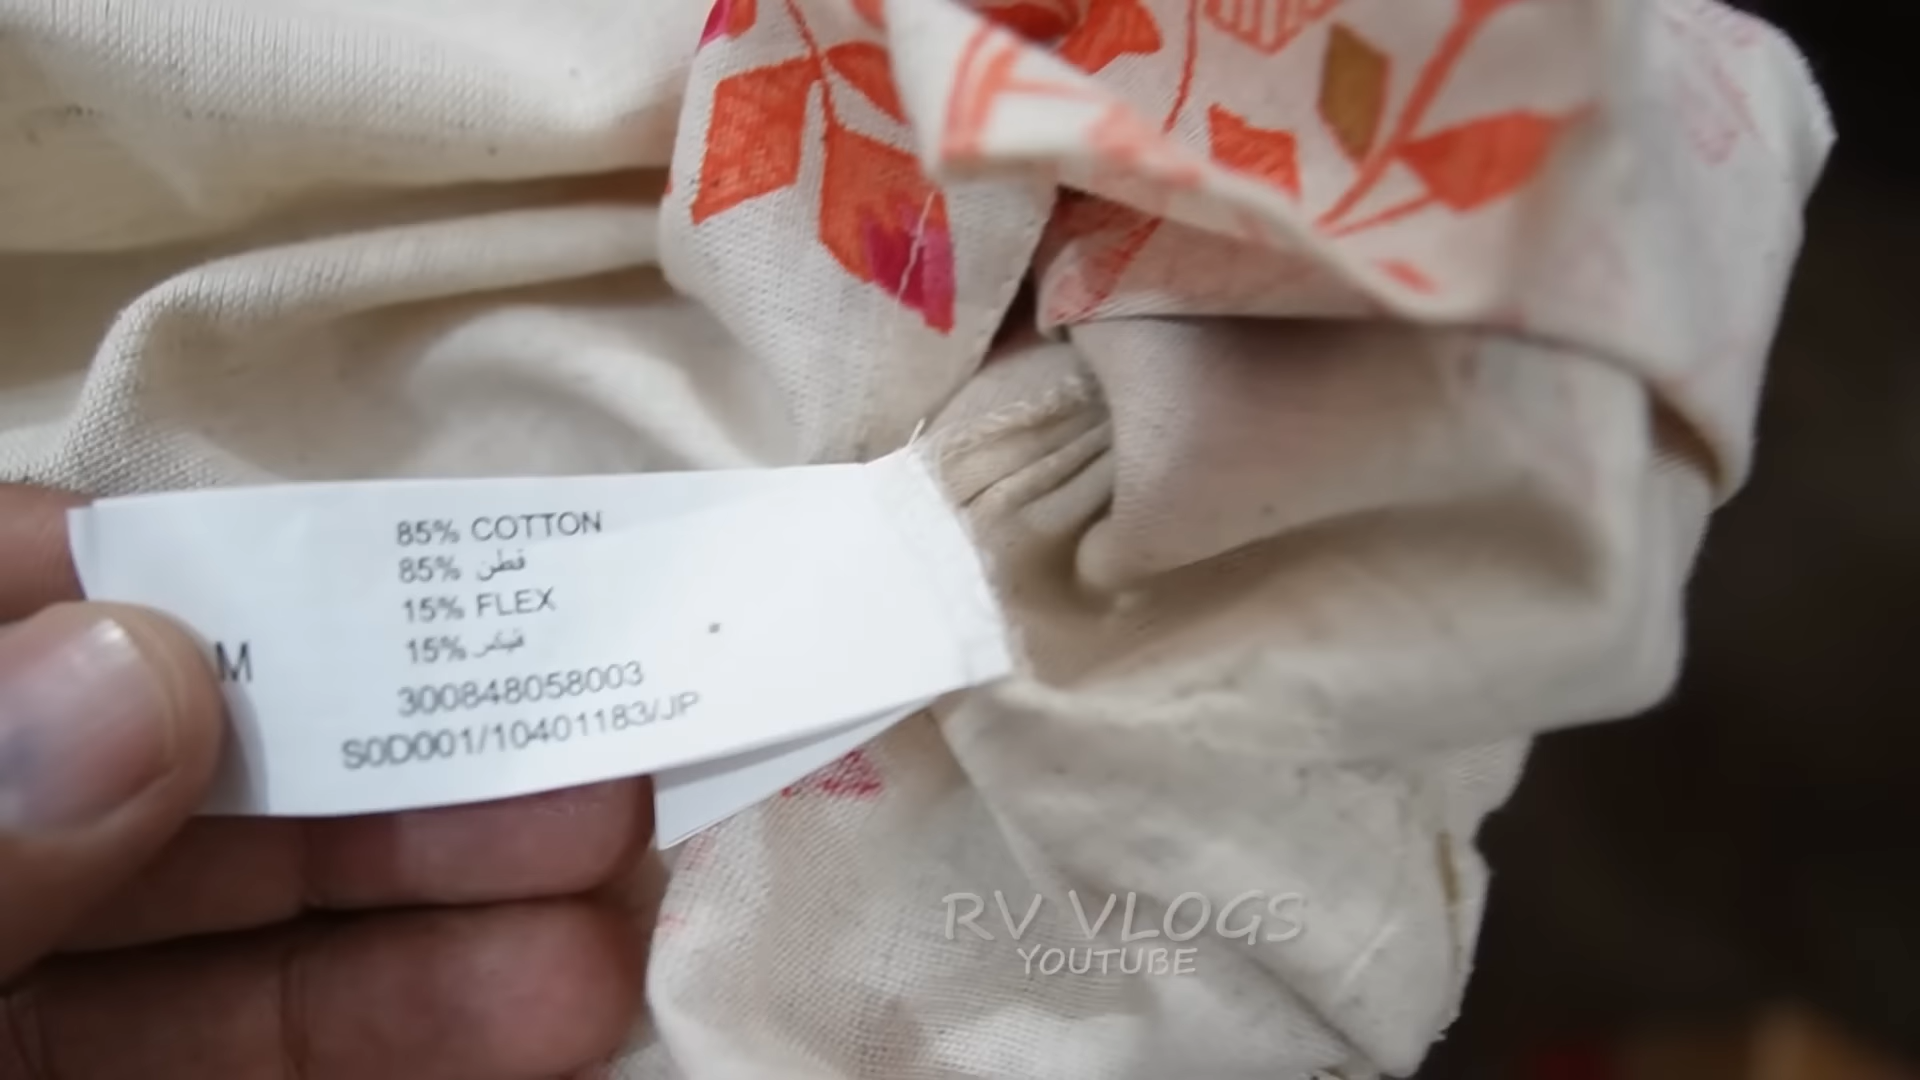 85% COTTON
85% قطن
15% FLEX
15% فليكس
M
300848058003
S0D001/10401183/JP
RV VLOGS
YOUTUBE